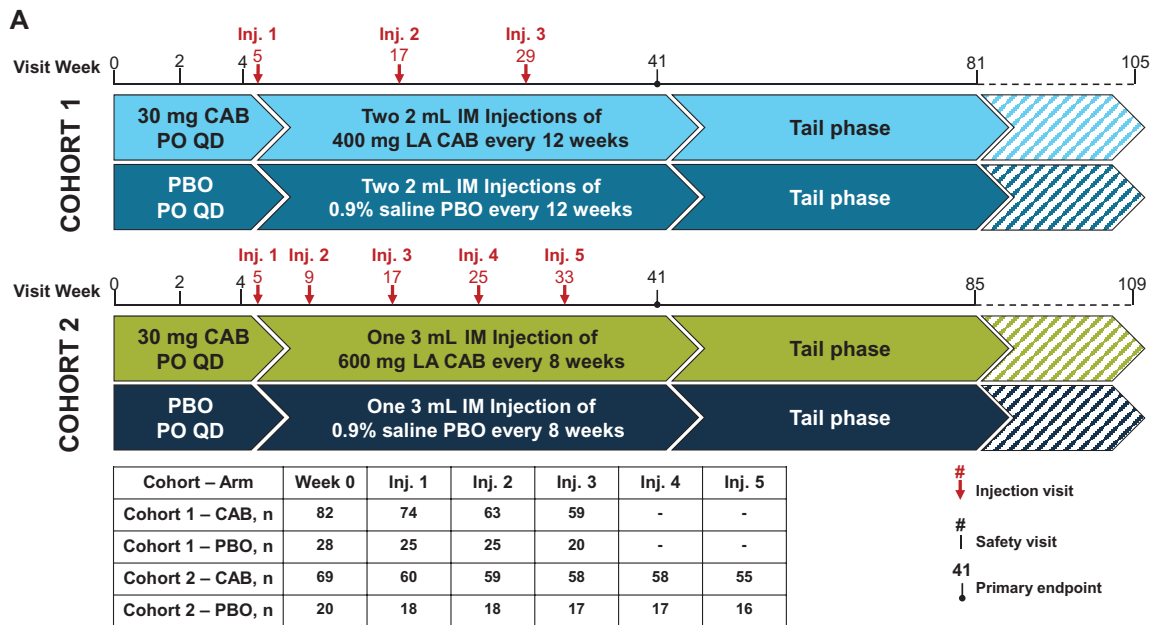 A
Inj. 1 Inj. 2 Inj. 3
Visit Week 0 2 4 5 17 29 41 81 105
COHORT 1
30 mg CAB
PO QD
Two 2 mL IM Injections of
400 mg LA CAB every 12 weeks
Tail phase
PBO
PO QD
Two 2 mL IM Injections of
0.9% saline PBO every 12 weeks
Tail phase
Inj. 1 Inj. 2 Inj. 3 Inj. 4 Inj. 5
Visit Week 0 2 4 5 9 17 25 33 41 85 109
COHORT 2
30 mg CAB
PO QD
One 3 mL IM Injection of
600 mg LA CAB every 8 weeks
Tail phase
PBO
PO QD
One 3 mL IM Injection of
0.9% saline PBO every 8 weeks
Tail phase
Cohort – Arm Week 0 Inj. 1 Inj. 2 Inj. 3 Inj. 4 Inj. 5
Cohort 1 – CAB, n 82 74 63 59 - -
Cohort 1 – PBO, n 28 25 25 20 - -
Cohort 2 – CAB, n 69 60 59 58 58 55
Cohort 2 – PBO, n 20 18 18 17 17 16
# Injection visit
# Safety visit
41 Primary endpoint